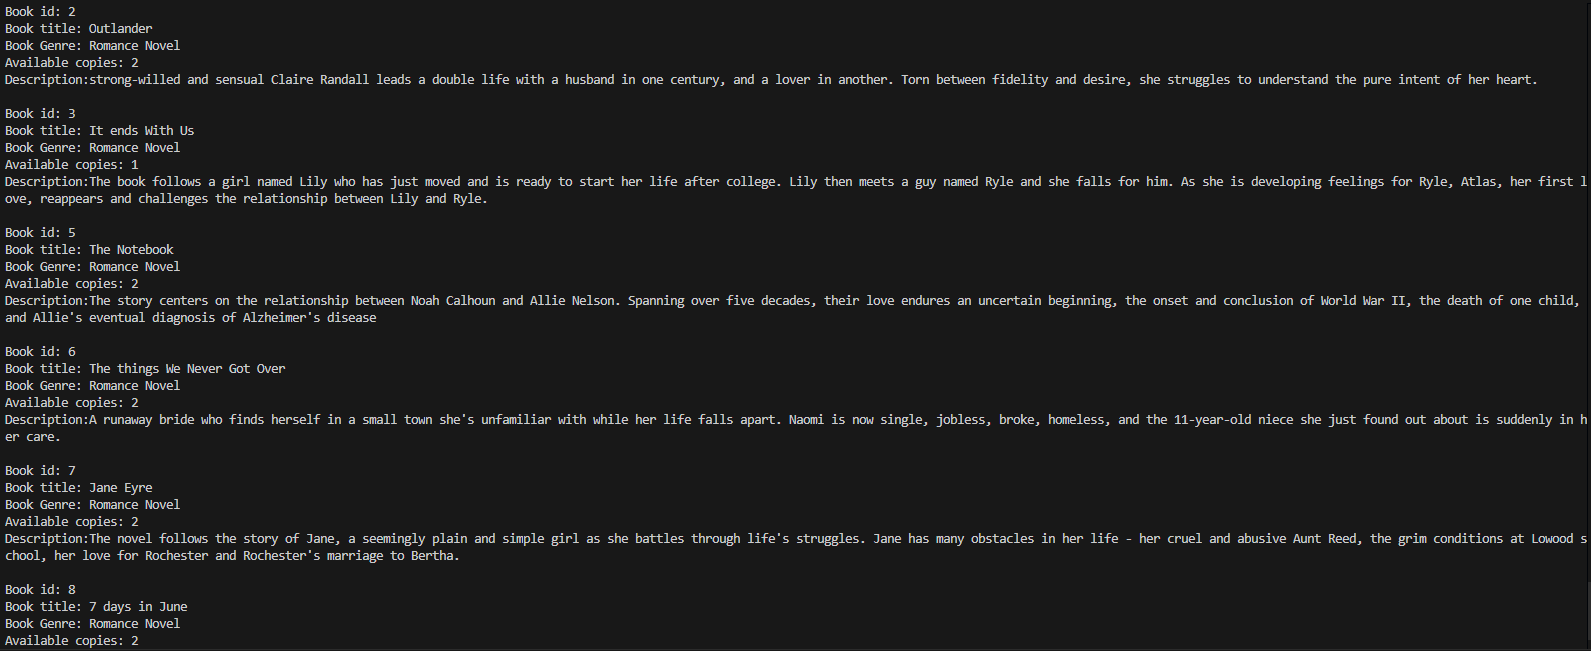 Book id: 2
Book title: Outlander
Book Genre: Romance Novel
Available copies: 2
Description:strong-willed and sensual Claire Randall leads a double life with a husband in one century, and a lover in another. Torn between fidelity and desire, she struggles to understand the pure intent of her heart.
Book id: 3
Book title: It ends With Us
Book Genre: Romance Novel
Available copies: 1
Description:The book follows a girl named Lily who has just moved and is ready to start her life after college. Lily then meets a guy named Ryle and she falls for him. As she is developing feelings for Ryle, Atlas, her first l
ove, reappears and challenges the relationship between Lily and Ryle.
Book id: 5
Book title: The Notebook
Book Genre: Romance Novel
Available copies: 2
Description:The story centers on the relationship between Noah Calhoun and Allie Nelson. Spanning over five decades, their love endures an uncertain beginning, the onset and conclusion of World War II, the death of one child,
and Allie's eventual diagnosis of Alzheimer's disease
Book id: 6
Book title: The things We Never Got Over
Book Genre: Romance Novel
Available copies: 2
Description:A runaway bride who finds herself in a small town she's unfamiliar with while her life falls apart. Naomi is now single, jobless, broke, homeless, and the 11-year-old niece she just found out about is suddenly in h
er care.
Book id: 7
Book title: Jane Eyre
Book Genre: Romance Novel
Available copies: 2
Description:The novel follows the story of Jane, a seemingly plain and simple girl as she battles through life's struggles. Jane has many obstacles in her life - her cruel and abusive Aunt Reed, the grim conditions at Lowood s
chool, her love for Rochester and Rochester's marriage to Bertha.
Book id: 8
Book title: 7 days in June
Book Genre: Romance Novel
Available copies: 2